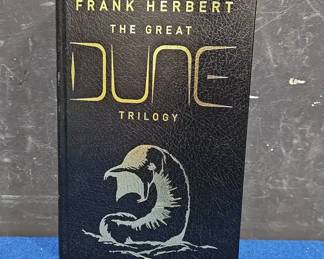 FRANK HERBERT
THE GREAT
DUNE
TRILOGY